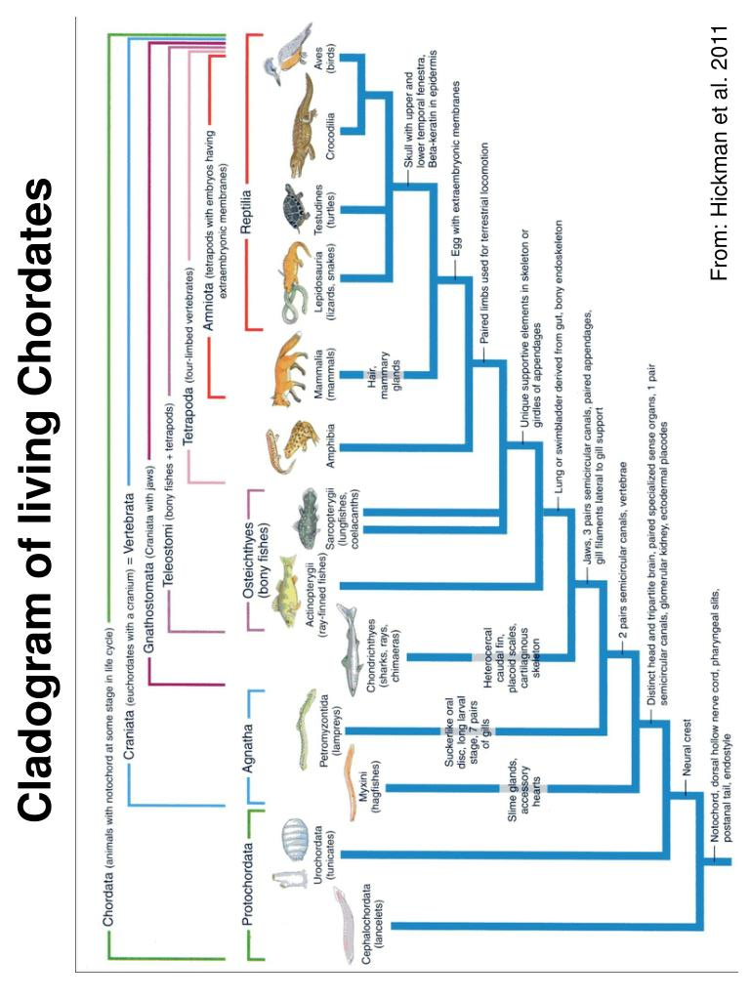 Cladogram of living Chordates
Chordata (animals with notochord at some stage in life cycle)
Craniata (euchordates with a cranium) = Vertebrata
Gnathostomata (Craniata with jaws)
Teleostomi (bony fishes + tetrapods)
Tetrapoda (four-limbed vertebrates)
Amniota (tetrapods with embryos having
extraembryonic membranes)
Protochordata
Agnatha
Osteichthyes
(bony fishes)
Reptilia
Cephalochordata
(lancelets)
Urochordata
(tunicates)
Myxini
(hagfishes)
Petromyzontida
(lampreys)
Chondrichthyes
(sharks, rays,
chimaeras)
Actinopterygii
(ray-finned fishes)
Sarcopterygii
(lungfishes,
coelacanths)
Amphibia
Mammalia
(mammals)
Lepidosauria
(lizards, snakes)
Testudines
(turtles)
Crocodilia
Aves
(birds)
Hair,
mammary
glands
Skull with upper and
lower temporal fenestra,
Beta-keratin in epidermis
Egg with extraembryonic membranes
Paired limbs used for terrestrial locomotion
Unique supportive elements in skeleton or
girdles of appendages
Lung or swimbladder derived from gut, bony endoskeleton
Heterocercal
caudal fin,
placoid scales,
cartilaginous
skeleton
Jaws, 3 pairs semicircular canals, paired appendages,
gill filaments lateral to gill support
Suckerlike oral
disc, long larval
stage, 7 pairs
of gills
2 pairs semicircular canals, vertebrae
Slime glands,
accessory
hearts
Distinct head and tripartite brain, paired specialized sense organs, 1 pair
semicircular canals, glomerular kidney, ectodermal placodes
Neural crest
Notochord, dorsal hollow nerve cord, pharyngeal slits,
postanal tail, endostyle
From: Hickman et al. 2011